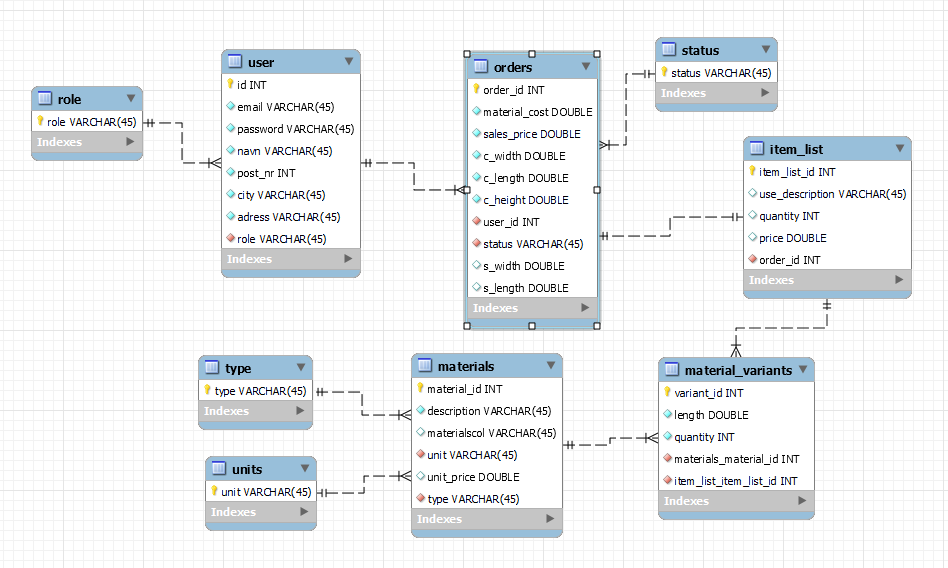 role
role VARCHAR(45)
Indexes
user
id INT
email VARCHAR(45)
password VARCHAR(45)
navn VARCHAR(45)
post_nr INT
city VARCHAR(45)
adress VARCHAR(45)
role VARCHAR(45)
Indexes
orders
order_id INT
material_cost DOUBLE
sales_price DOUBLE
c_width DOUBLE
c_length DOUBLE
c_height DOUBLE
user_id INT
status VARCHAR(45)
s_width DOUBLE
s_length DOUBLE
Indexes
status
status VARCHAR(45)
Indexes
item_list
item_list_id INT
use_description VARCHAR(45)
quantity INT
price DOUBLE
order_id INT
Indexes
type
type VARCHAR(45)
Indexes
units
unit VARCHAR(45)
Indexes
materials
material_id INT
description VARCHAR(45)
materialscol VARCHAR(45)
unit VARCHAR(45)
unit_price DOUBLE
type VARCHAR(45)
Indexes
material_variants
variant_id INT
length DOUBLE
quantity INT
materials_material_id INT
item_list_item_list_id INT
Indexes